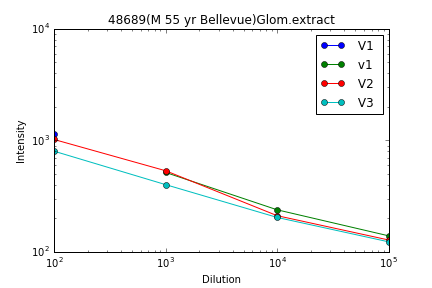 48689(M 55 yr Bellevue)Glom.extract
10^4
10^3
10^2
Intensity
V1
v1
V2
V3
10^2 10^3 10^4 10^5
Dilution